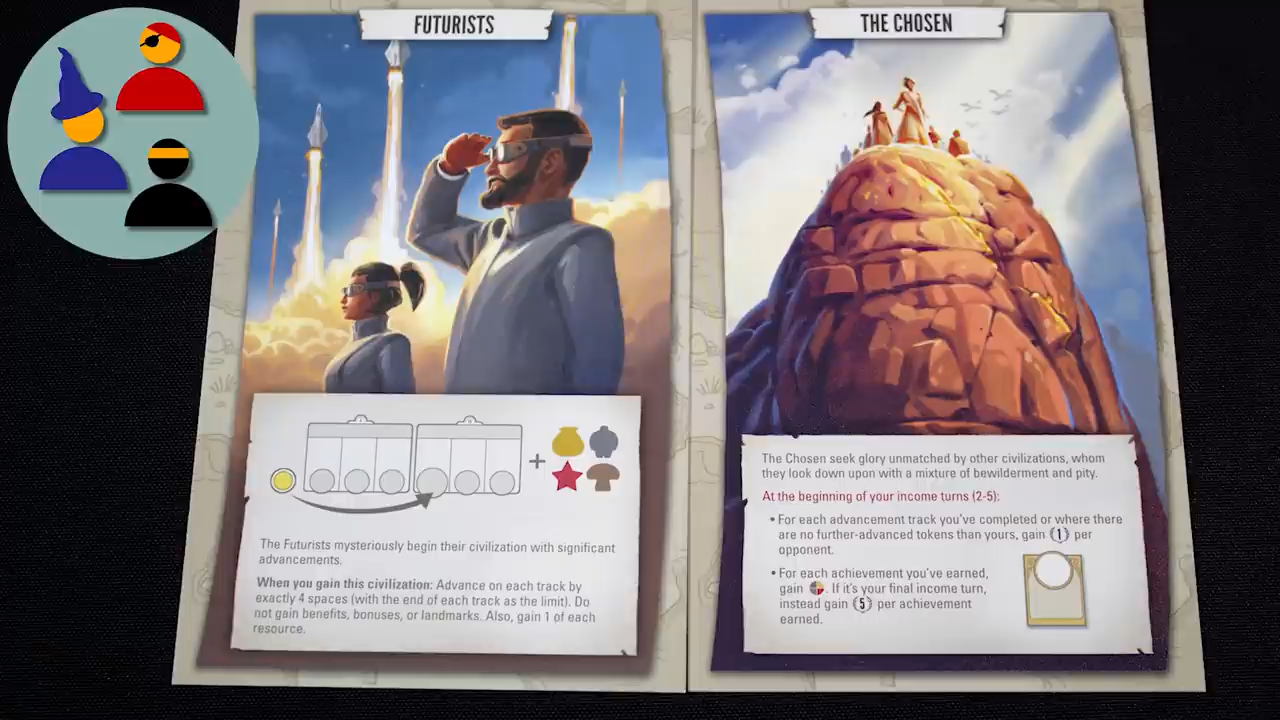 FUTURISTS
The Futurists mysteriously begin their civilization with significant
advancements.
When you gain this civilization: Advance on each track by
exactly 4 spaces (with the end of each track as the limit). Do
not gain benefits, bonuses, or landmarks. Also, gain 1 of each
resource.
THE CHOSEN
The Chosen seek glory unmatched by other civilizations, whom
they look down upon with a mixture of bewilderment and pity.
At the beginning of your income turns (2-5):
• For each advancement track you've completed or where there
are no further-advanced tokens than yours, gain 1 per
opponent.
• For each achievement you've earned,
gain . If it's your final income turn,
instead gain 5 per achievement
earned.